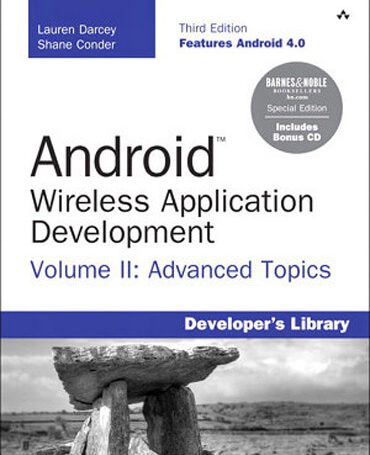 Lauren Darcey
Shane Conder
Third Edition
Features Android 4.0
BARNES&NOBLE
BOOKSELLERS
bn.com
Special Edition
Includes
Bonus CD
Android™
Wireless Application
Development
Volume II: Advanced Topics
Developer's Library